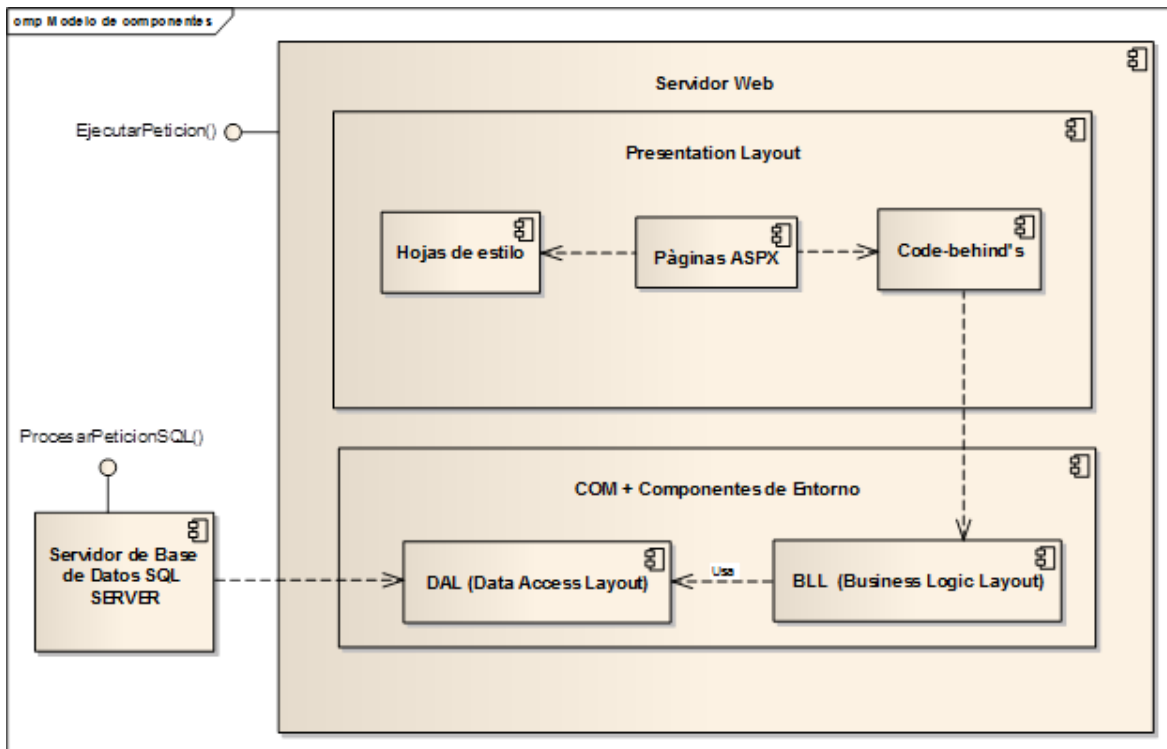 omp Modelo de componentes
Servidor Web
EjecutarPeticion()
Presentation Layout
Hojas de estilo
Pàginas ASPX
Code-behind's
ProcesarPeticionSQL()
COM + Componentes de Entorno
Servidor de Base
de Datos SQL
SERVER
DAL (Data Access Layout)
Usa
BLL (Business Logic Layout)